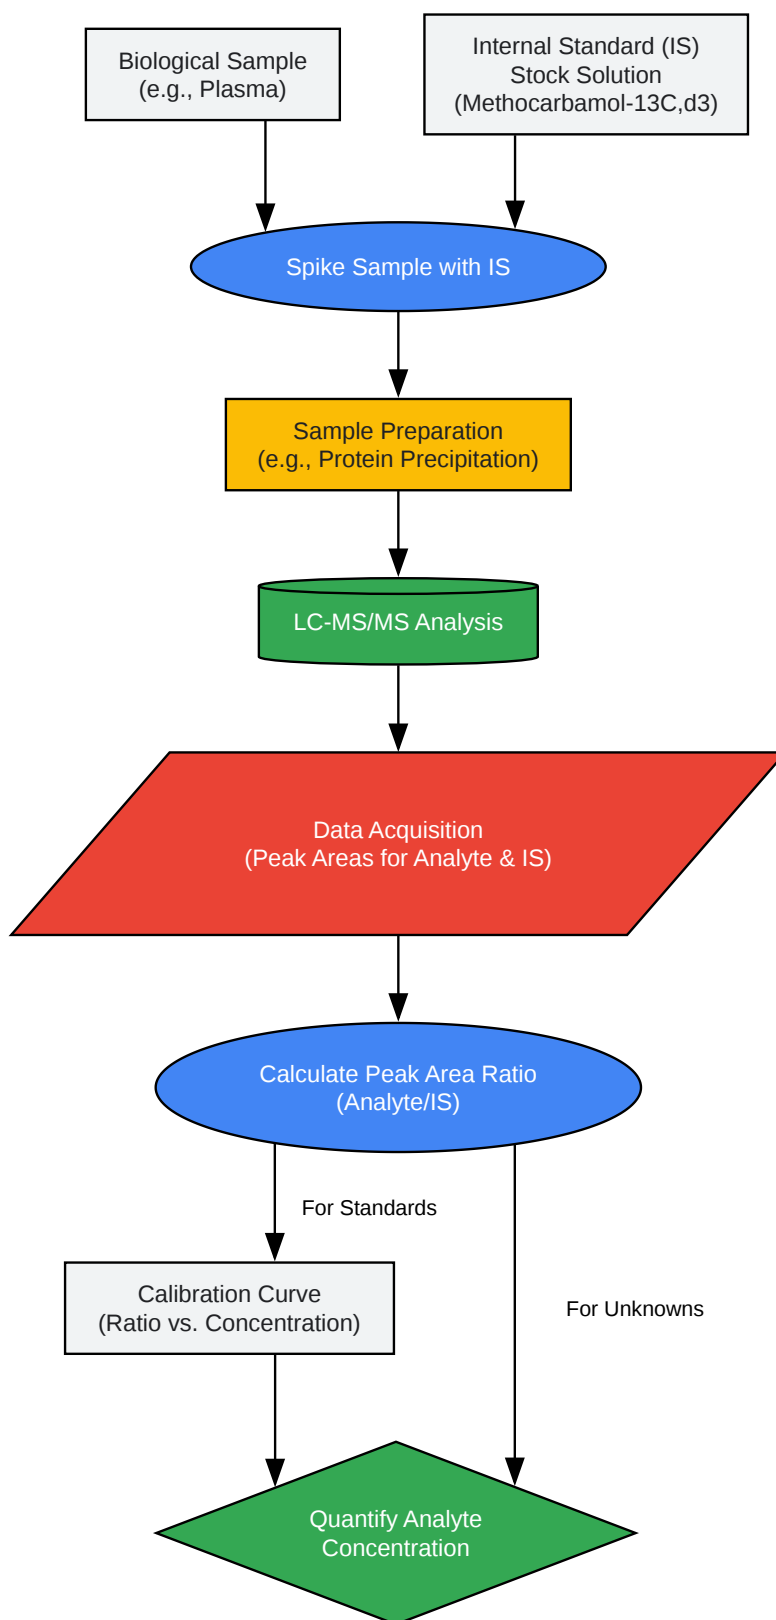 Biological Sample
(e.g., Plasma)
Internal Standard (IS)
Stock Solution
(Methocarbamol-13C,d3)
Spike Sample with IS
Sample Preparation
(e.g., Protein Precipitation)
LC-MS/MS Analysis
Data Acquisition
(Peak Areas for Analyte & IS)
Calculate Peak Area Ratio
(Analyte/IS)
For Standards
Calibration Curve
(Ratio vs. Concentration)
For Unknowns
Quantify Analyte
Concentration